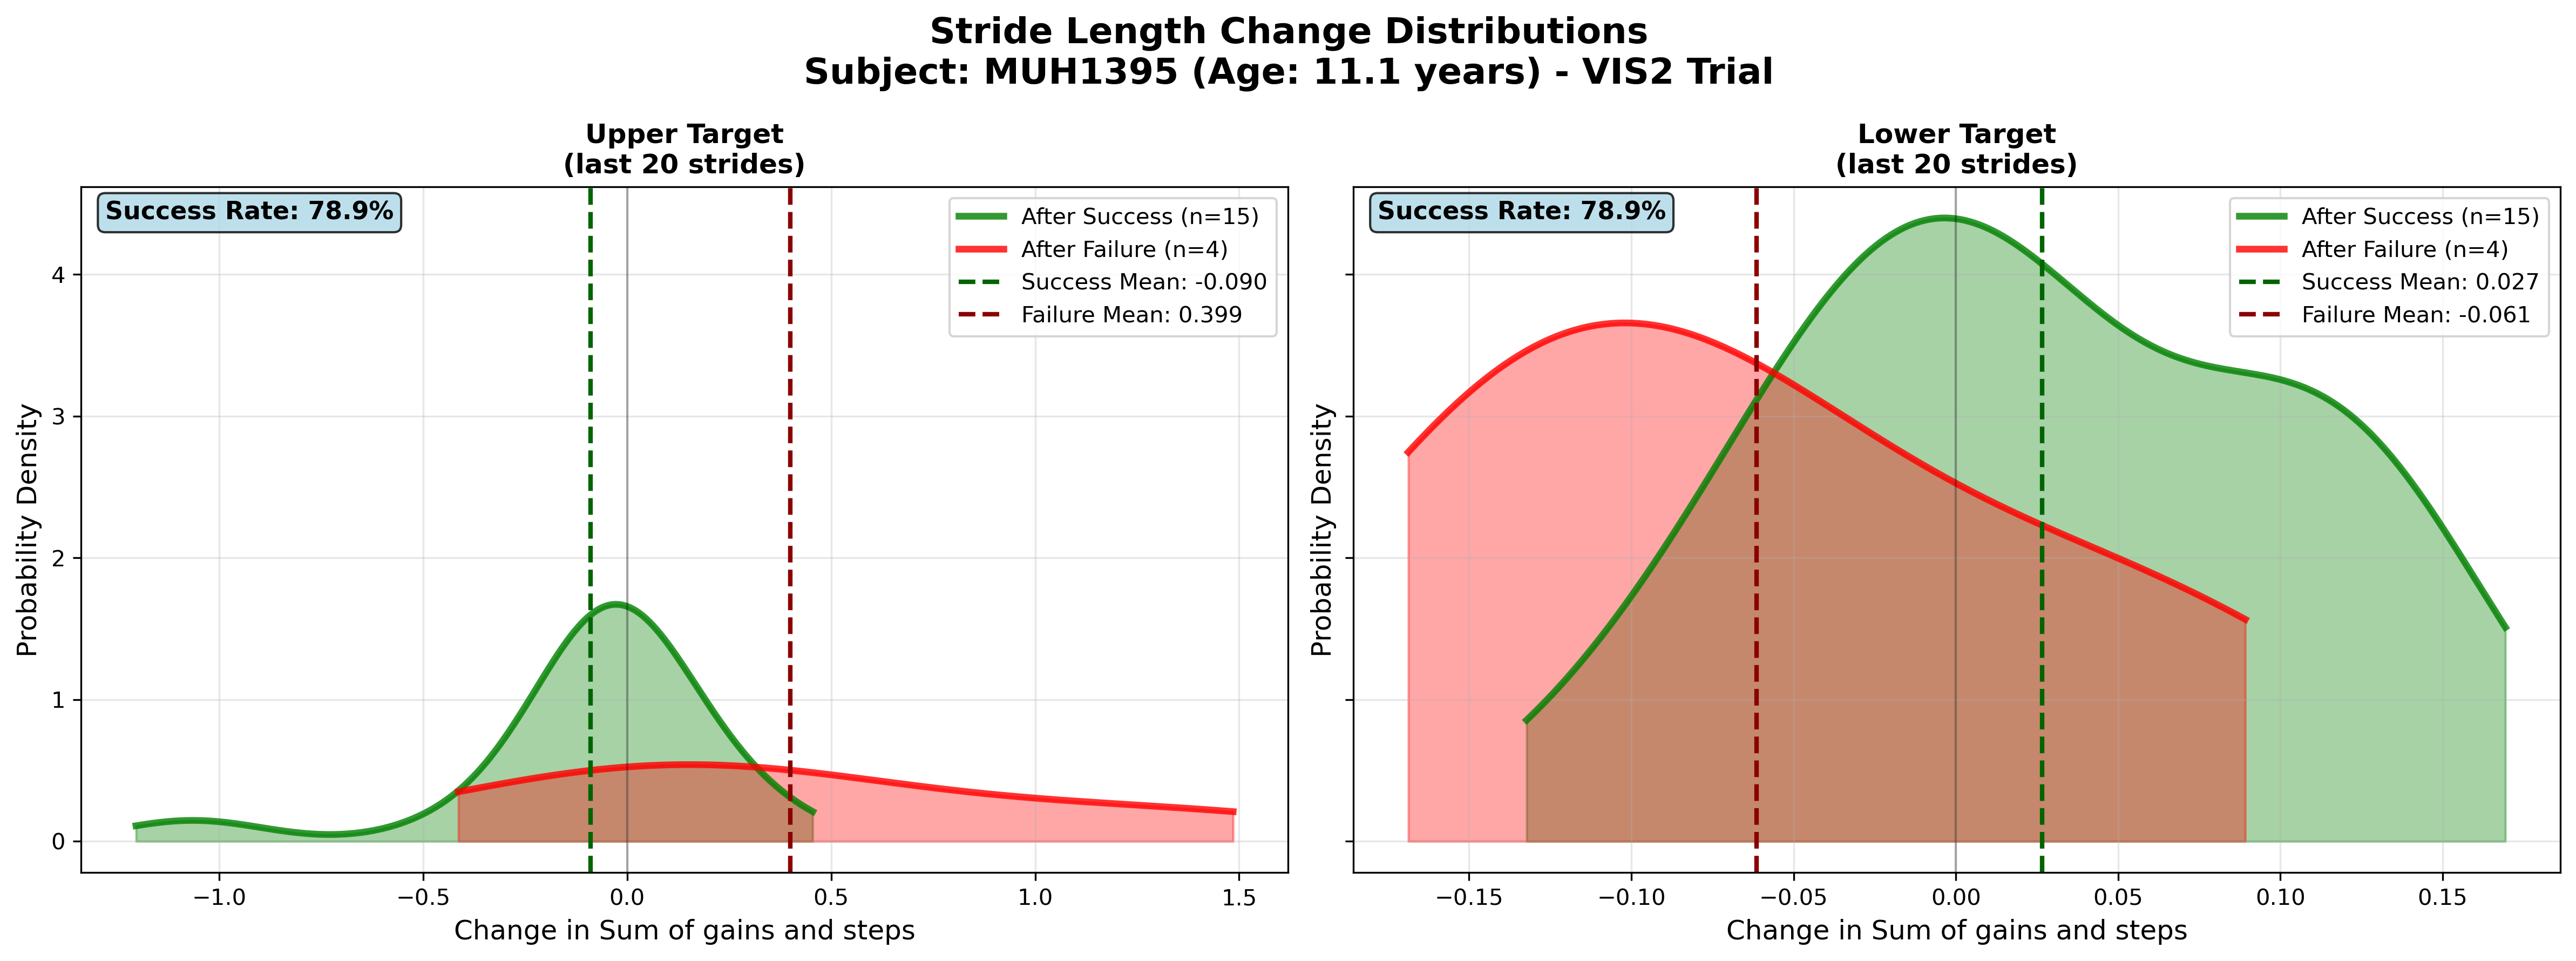 Stride Length Change Distributions
Subject: MUH1395 (Age: 11.1 years) - VIS2 Trial
Upper Target
(last 20 strides)
Success Rate: 78.9%
After Success (n=15)
After Failure (n=4)
Success Mean: -0.090
Failure Mean: 0.399
Probability Density
4
3
2
1
0
−1.0
−0.5
0.0
0.5
1.0
1.5
Change in Sum of gains and steps
Lower Target
(last 20 strides)
Success Rate: 78.9%
After Success (n=15)
After Failure (n=4)
Success Mean: 0.027
Failure Mean: -0.061
Probability Density
−0.15
−0.10
−0.05
0.00
0.05
0.10
0.15
Change in Sum of gains and steps